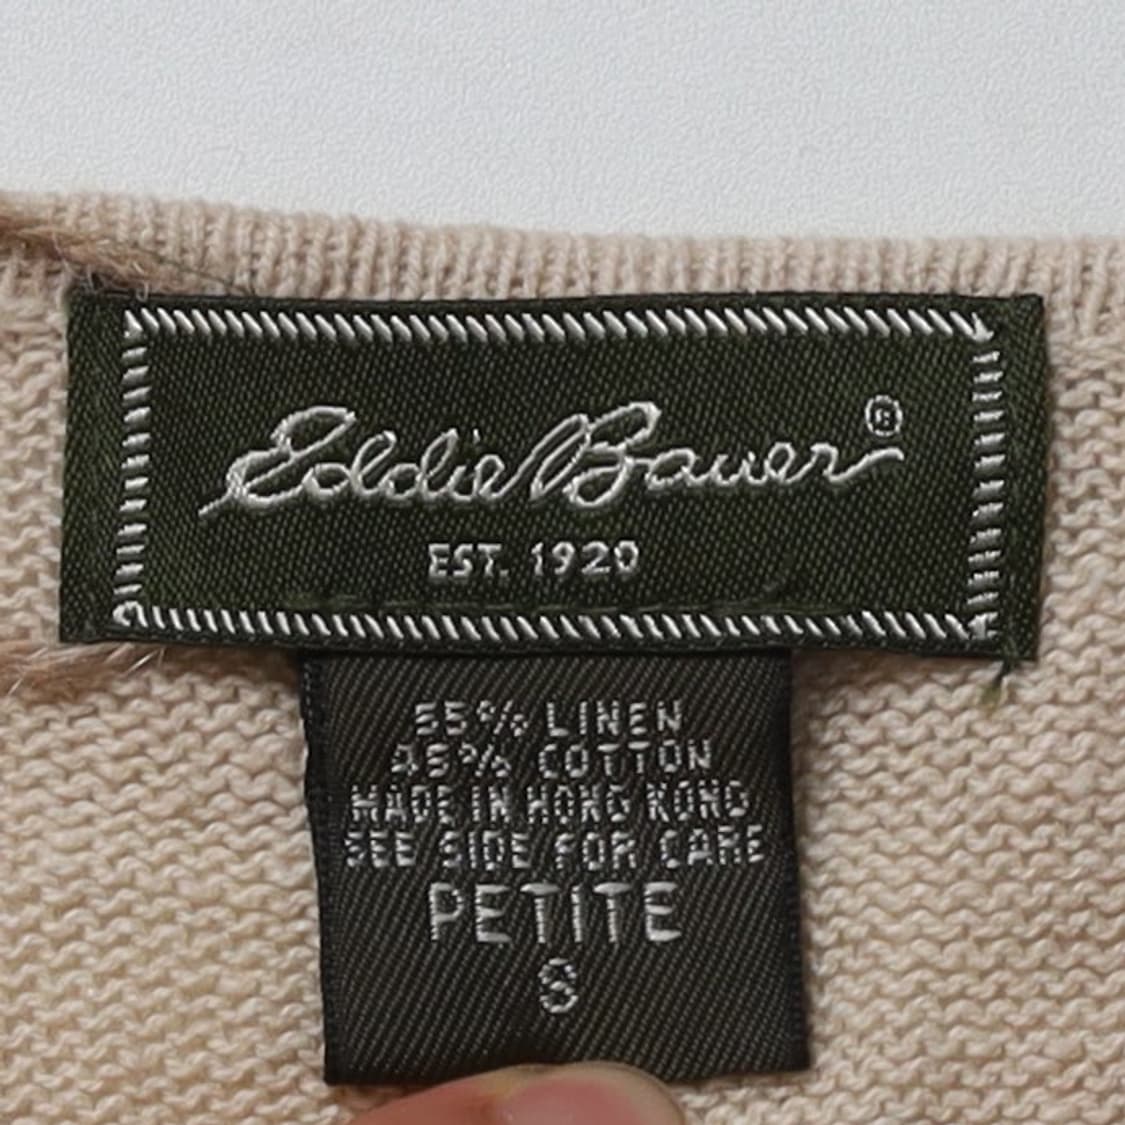 Eddie Bauer®
EST. 1920
55% LINEN
45% COTTON
MADE IN HONG KONG
SEE SIDE FOR CARE
PETITE
S